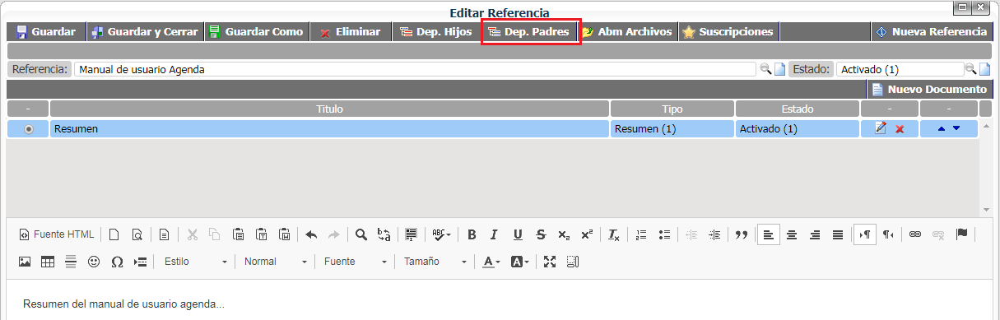 Editar Referencia
Guardar Guardar y Cerrar Guardar Como Eliminar Dep. Hijos Dep. Padres Abm Archivos Suscripciones Nueva Referencia
Referencia: Manual de usuario Agenda Estado: Activado (1)
Nuevo Documento
- Titulo Tipo Estado - -
Resumen Resumen (1) Activado (1)
Fuente HTML
Estilo Normal Fuente Tamaño
Resumen del manual de usuario agenda...